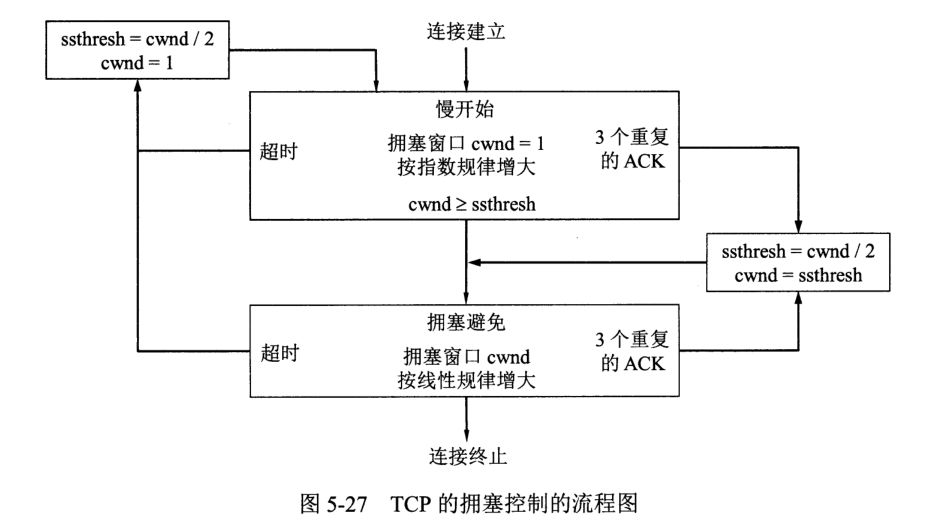 连接建立
ssthresh = cwnd / 2
cwnd = 1
慢开始
超时
拥塞窗口 cwnd = 1
按指数规律增大
3 个重复
的 ACK
cwnd ≥ ssthresh
ssthresh = cwnd / 2
cwnd = ssthresh
拥塞避免
超时
拥塞窗口 cwnd
按线性规律增大
3 个重复
的 ACK
连接终止
图 5-27 TCP 的拥塞控制的流程图